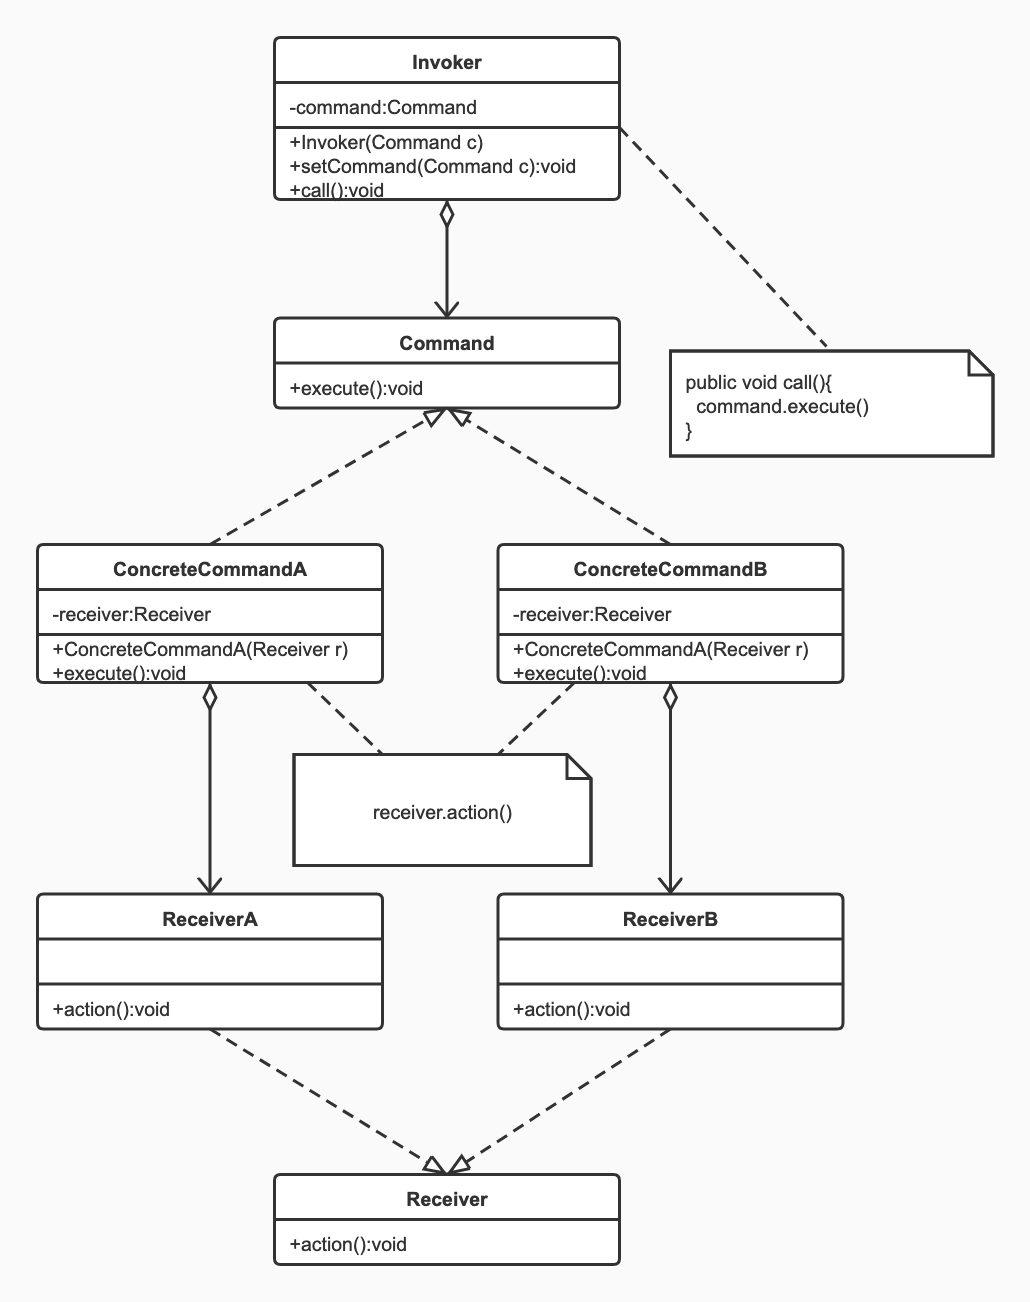 Invoker
-command:Command
+Invoker(Command c)
+setCommand(Command c):void
+call():void
Command
+execute():void
public void call(){
command.execute()
}
ConcreteCommandA
-receiver:Receiver
+ConcreteCommandA(Receiver r)
+execute():void
ConcreteCommandB
-receiver:Receiver
+ConcreteCommandA(Receiver r)
+execute():void
receiver.action()
ReceiverA
+action():void
ReceiverB
+action():void
Receiver
+action():void